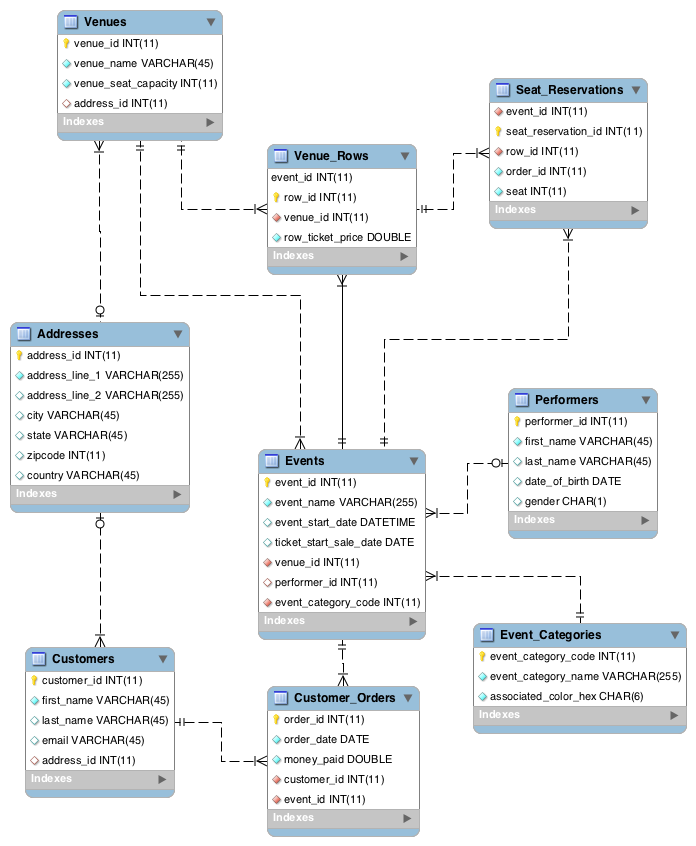 Venues
venue_id INT(11)
venue_name VARCHAR(45)
venue_seat_capacity INT(11)
address_id INT(11)
Indexes
Seat_Reservations
event_id INT(11)
seat_reservation_id INT(11)
row_id INT(11)
order_id INT(11)
seat INT(11)
Indexes
Venue_Rows
event_id INT(11)
row_id INT(11)
venue_id INT(11)
row_ticket_price DOUBLE
Indexes
Addresses
address_id INT(11)
address_line_1 VARCHAR(255)
address_line_2 VARCHAR(255)
city VARCHAR(45)
state VARCHAR(45)
zipcode INT(11)
country VARCHAR(45)
Indexes
Performers
performer_id INT(11)
first_name VARCHAR(45)
last_name VARCHAR(45)
date_of_birth DATE
gender CHAR(1)
Indexes
Events
event_id INT(11)
event_name VARCHAR(255)
event_start_date DATETIME
ticket_start_sale_date DATE
venue_id INT(11)
performer_id INT(11)
event_category_code INT(11)
Indexes
Event_Categories
event_category_code INT(11)
event_category_name VARCHAR(255)
associated_color_hex CHAR(6)
Indexes
Customers
customer_id INT(11)
first_name VARCHAR(45)
last_name VARCHAR(45)
email VARCHAR(45)
address_id INT(11)
Indexes
Customer_Orders
order_id INT(11)
order_date DATE
money_paid DOUBLE
customer_id INT(11)
event_id INT(11)
Indexes